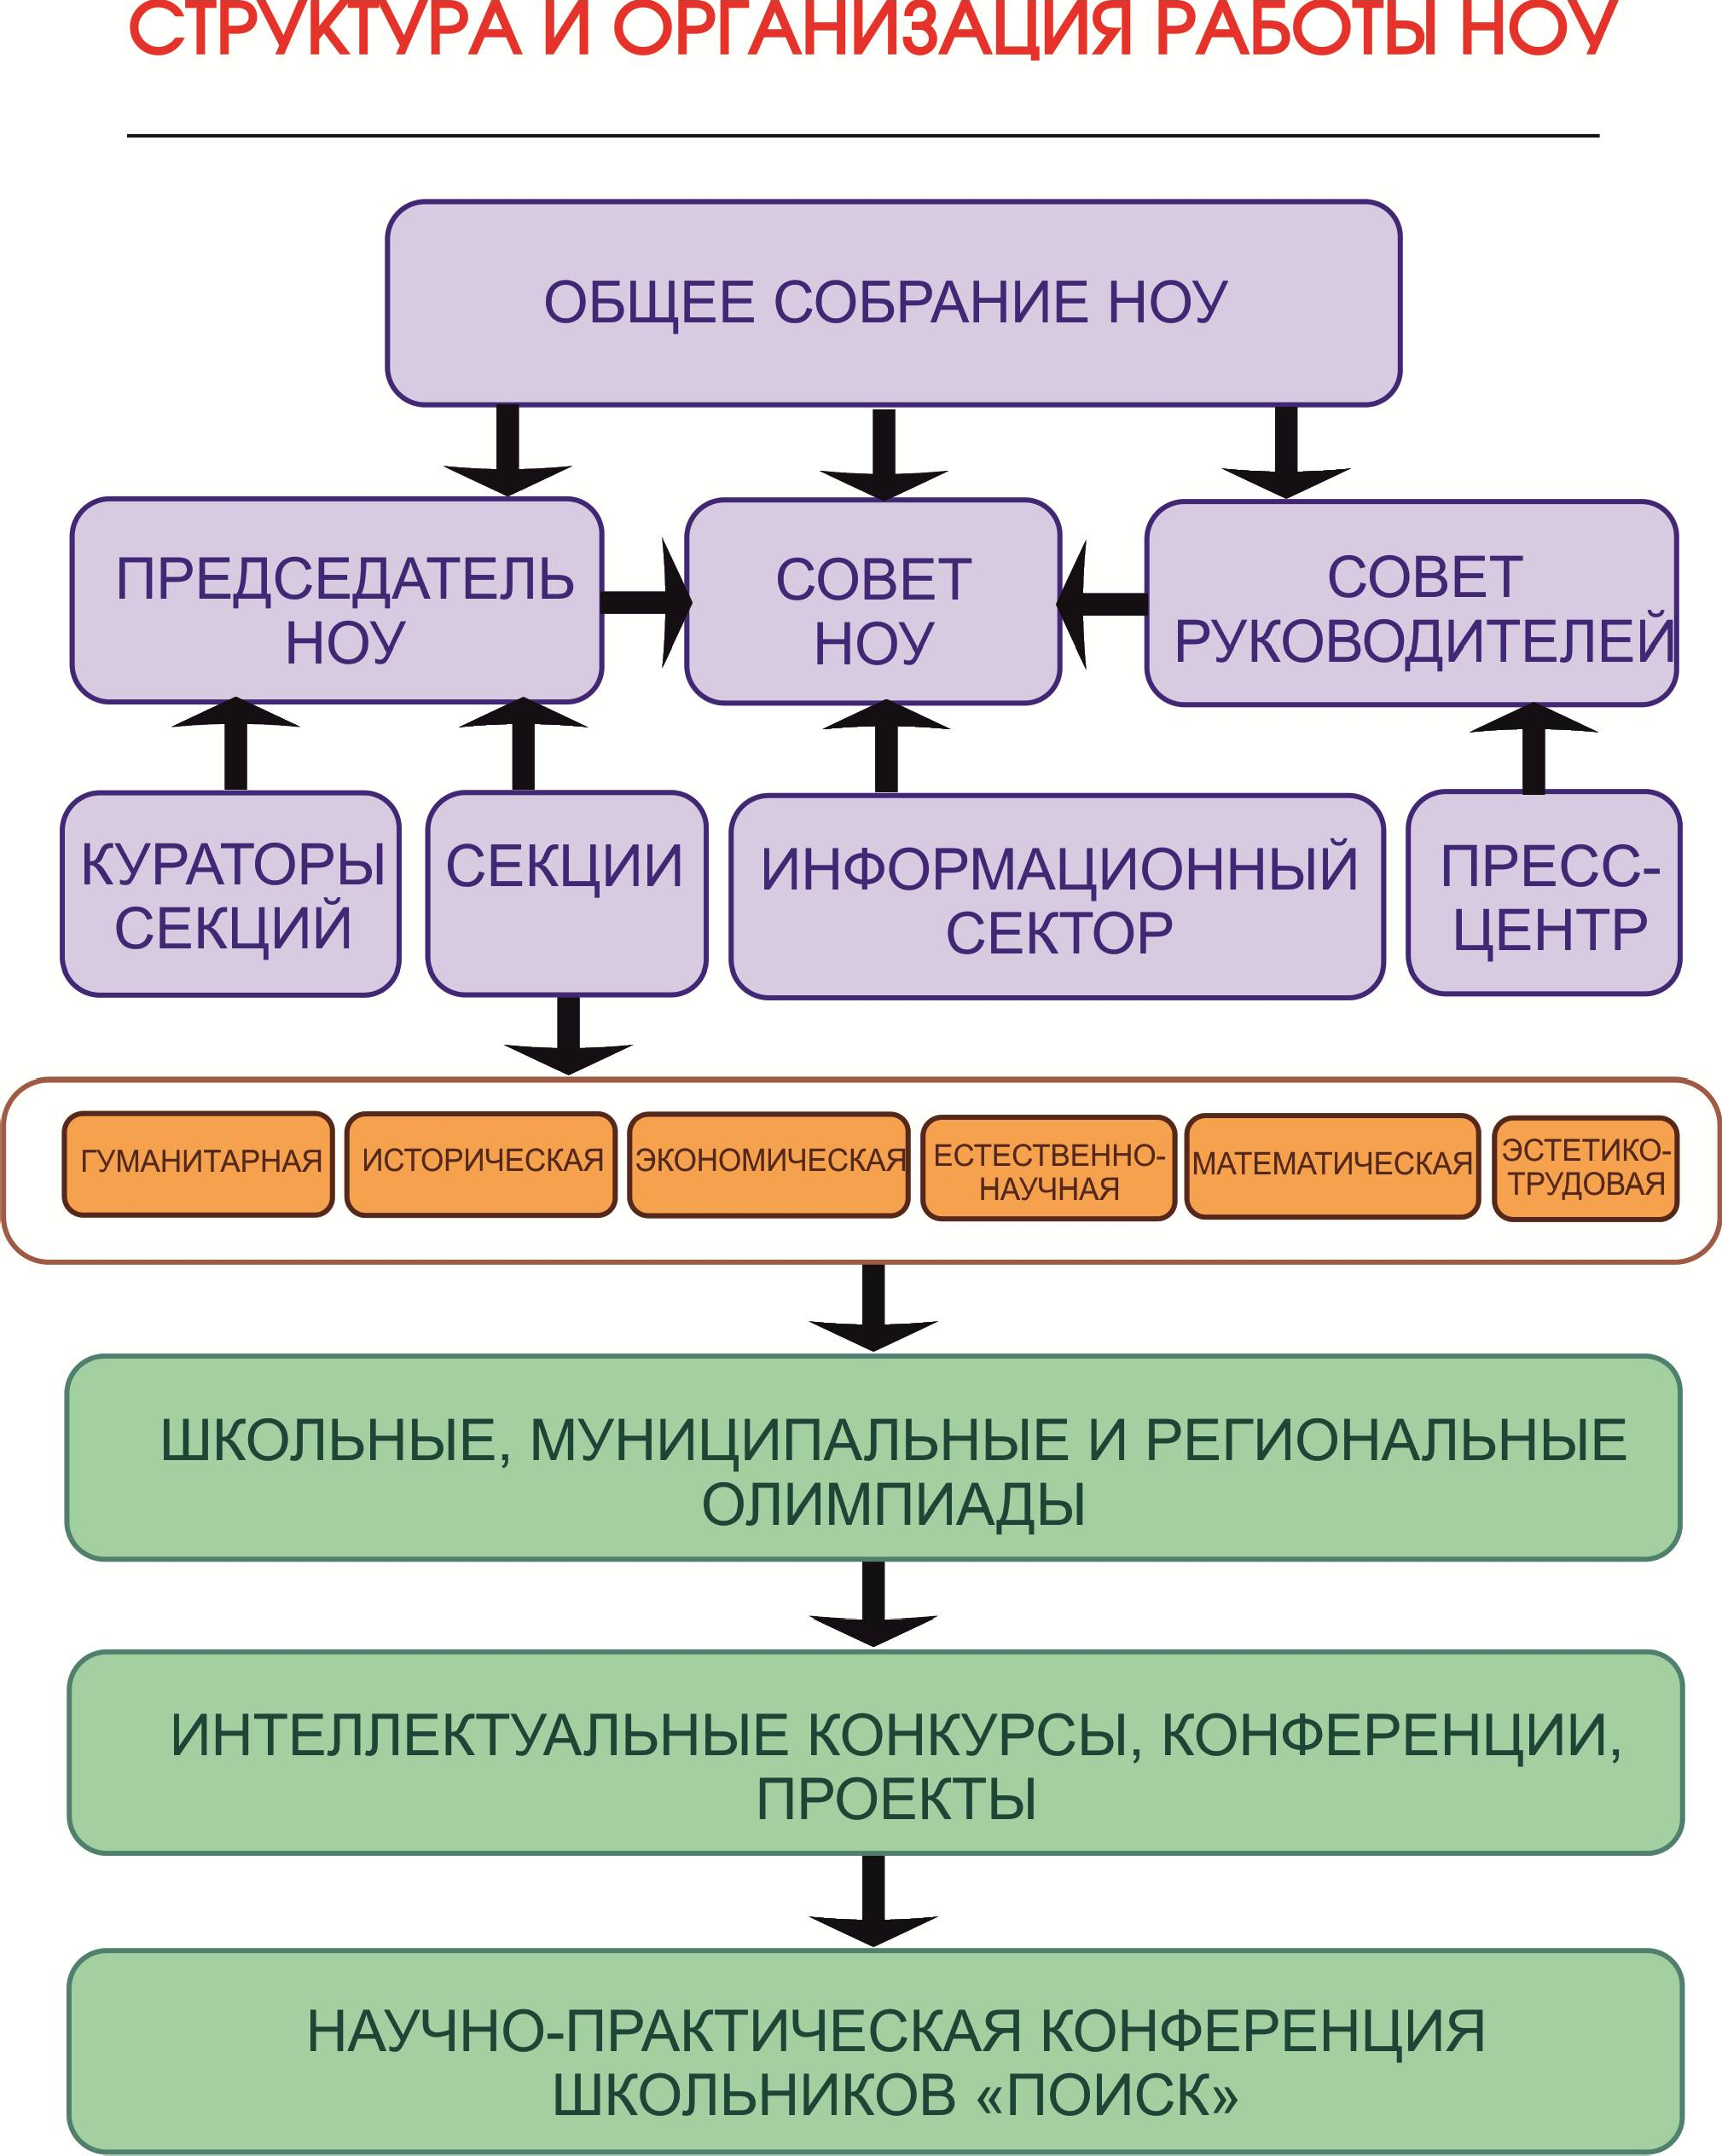 СТРУКТУРА И ОРГАНИЗАЦИЯ РАБОТЫ НОУ
ОБЩЕЕ СОБРАНИЕ НОУ
ПРЕДСЕДАТЕЛЬ
НОУ
СОВЕТ
НОУ
СОВЕТ
РУКОВОДИТЕЛЕЙ
КУРАТОРЫ
СЕКЦИЙ
СЕКЦИИ
ИНФОРМАЦИОННЫЙ
СЕКТОР
ПРЕСС-
ЦЕНТР
ГУМАНИТАРНАЯ
ИСТОРИЧЕСКАЯ
ЭКОНОМИЧЕСКАЯ
ЕСТЕСТВЕННО-
НАУЧНАЯ
МАТЕМАТИЧЕСКАЯ
ЭСТЕТИКО-
ТРУДОВАЯ
ШКОЛЬНЫЕ, МУНИЦИПАЛЬНЫЕ И РЕГИОНАЛЬНЫЕ
ОЛИМПИАДЫ
ИНТЕЛЛЕКТУАЛЬНЫЕ КОНКУРСЫ, КОНФЕРЕНЦИИ,
ПРОЕКТЫ
НАУЧНО-ПРАКТИЧЕСКАЯ КОНФЕРЕНЦИЯ
ШКОЛЬНИКОВ «ПОИСК»